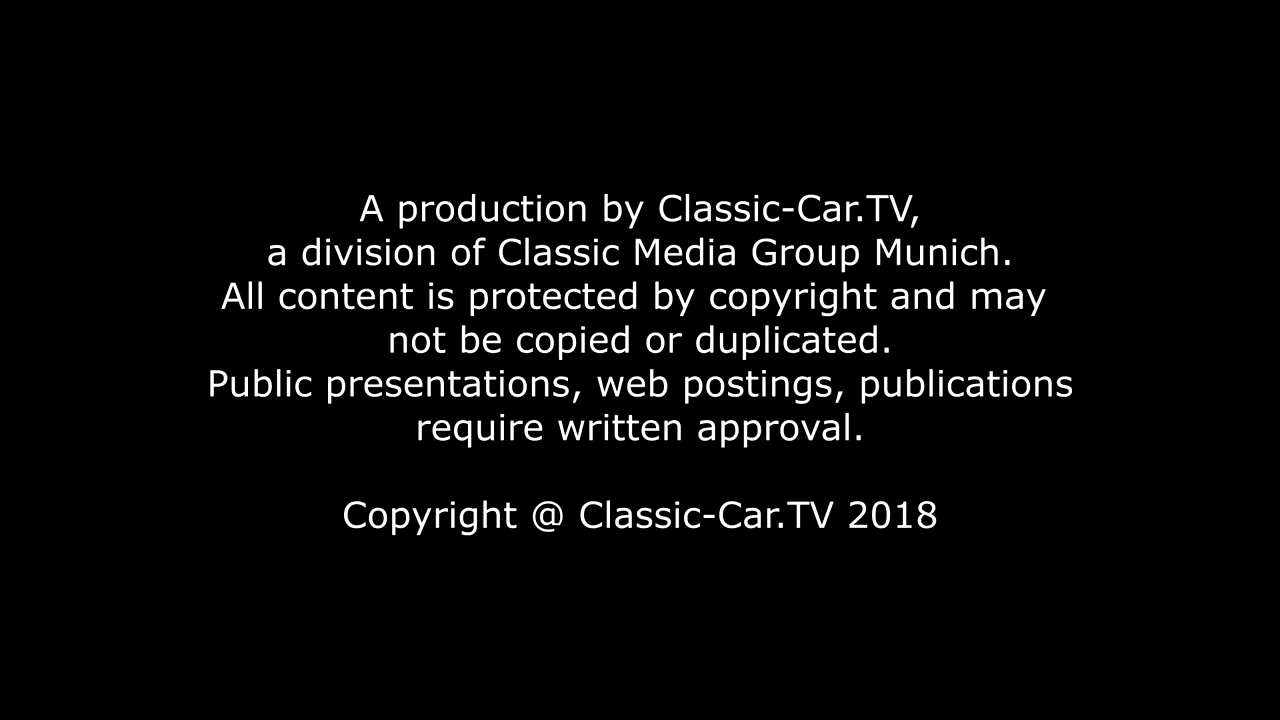 A production by Classic-Car.TV,
a division of Classic Media Group Munich.
All content is protected by copyright and may
not be copied or duplicated.
Public presentations, web postings, publications
require written approval.
Copyright @ Classic-Car.TV 2018